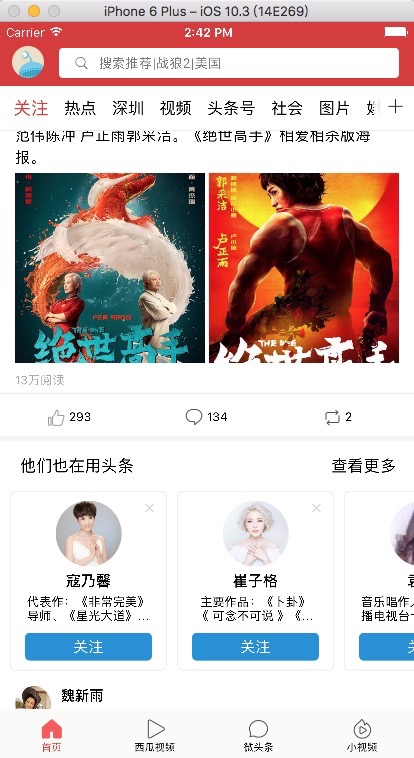 iPhone 6 Plus – iOS 10.3 (14E269)
Carrier 2:42 PM
搜索推荐|战狼2|美国
关注 热点 深圳 视频 头条号 社会 图片
范伟陈冲 卢正雨郭采洁。《绝世高手》相爱相杀版海
报。
郭采洁
卢正雨
绝世高手
THE ONE
绝世高手
13万阅读
293 134 2
他们也在用头条 查看更多
寇乃馨
代表作：《非常完美》
导师、《星光大道》...
关注
崔子格
主要作品：《卜卦》
《 可念不可说 》《...
关注
音乐唱作人
播电视台
关注
魏新雨
首页 西瓜视频 微头条 小视频